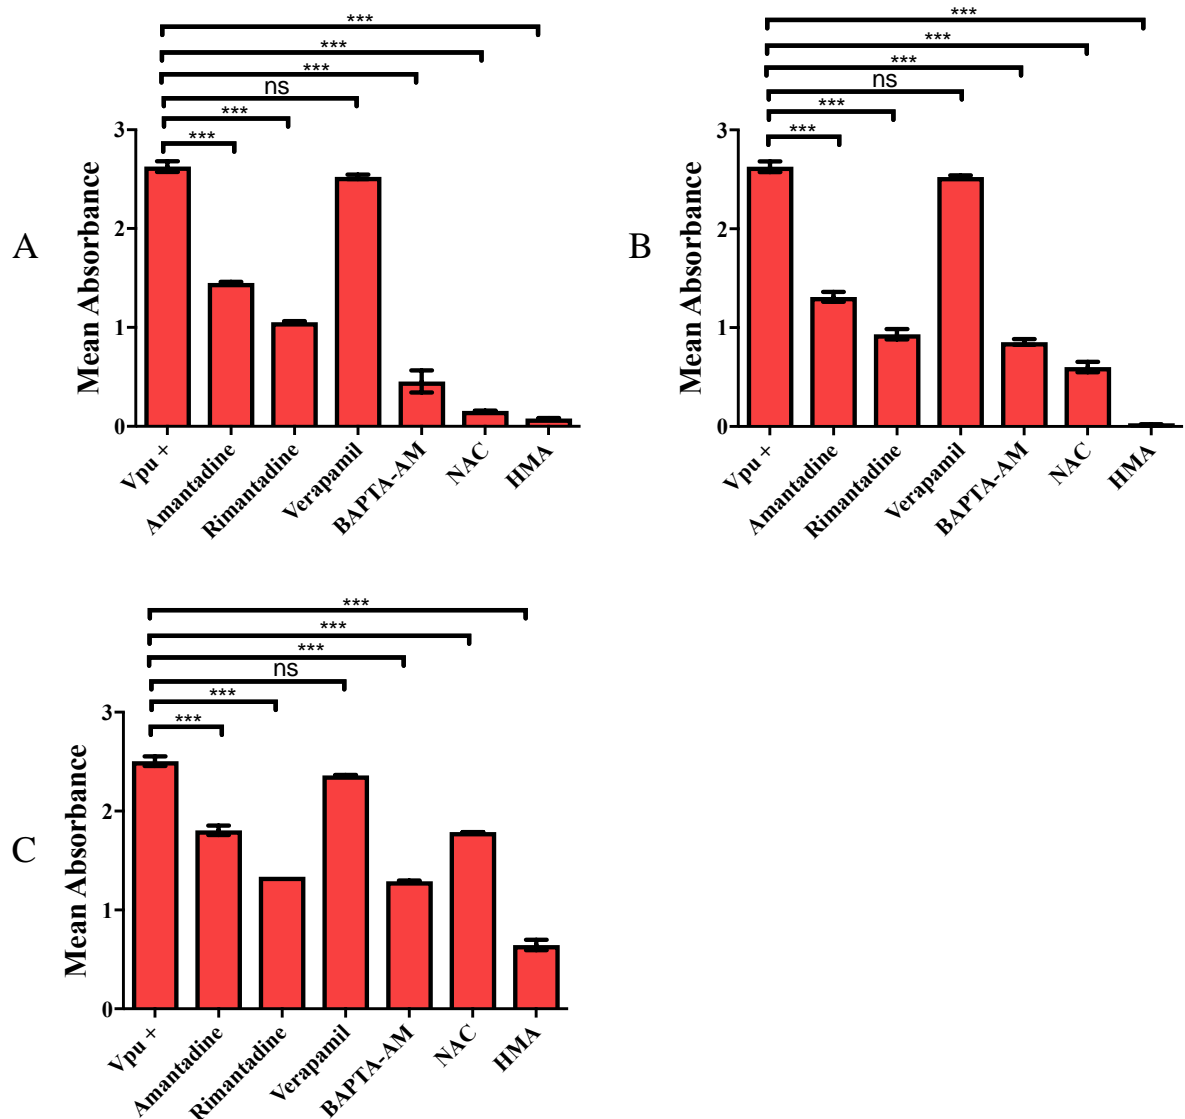 A
***
***
***
ns
***
***
Mean Absorbance
3
2
1
0
Vpu +
Amantadine
Rimantadine
Verapamil
BAPTA-AM
NAC
HMA
B
***
***
***
ns
***
***
Mean Absorbance
3
2
1
0
Vpu +
Amantadine
Rimantadine
Verapamil
BAPTA-AM
NAC
HMA
C
***
***
***
ns
***
***
Mean Absorbance
3
2
1
0
Vpu +
Amantadine
Rimantadine
Verapamil
BAPTA-AM
NAC
HMA